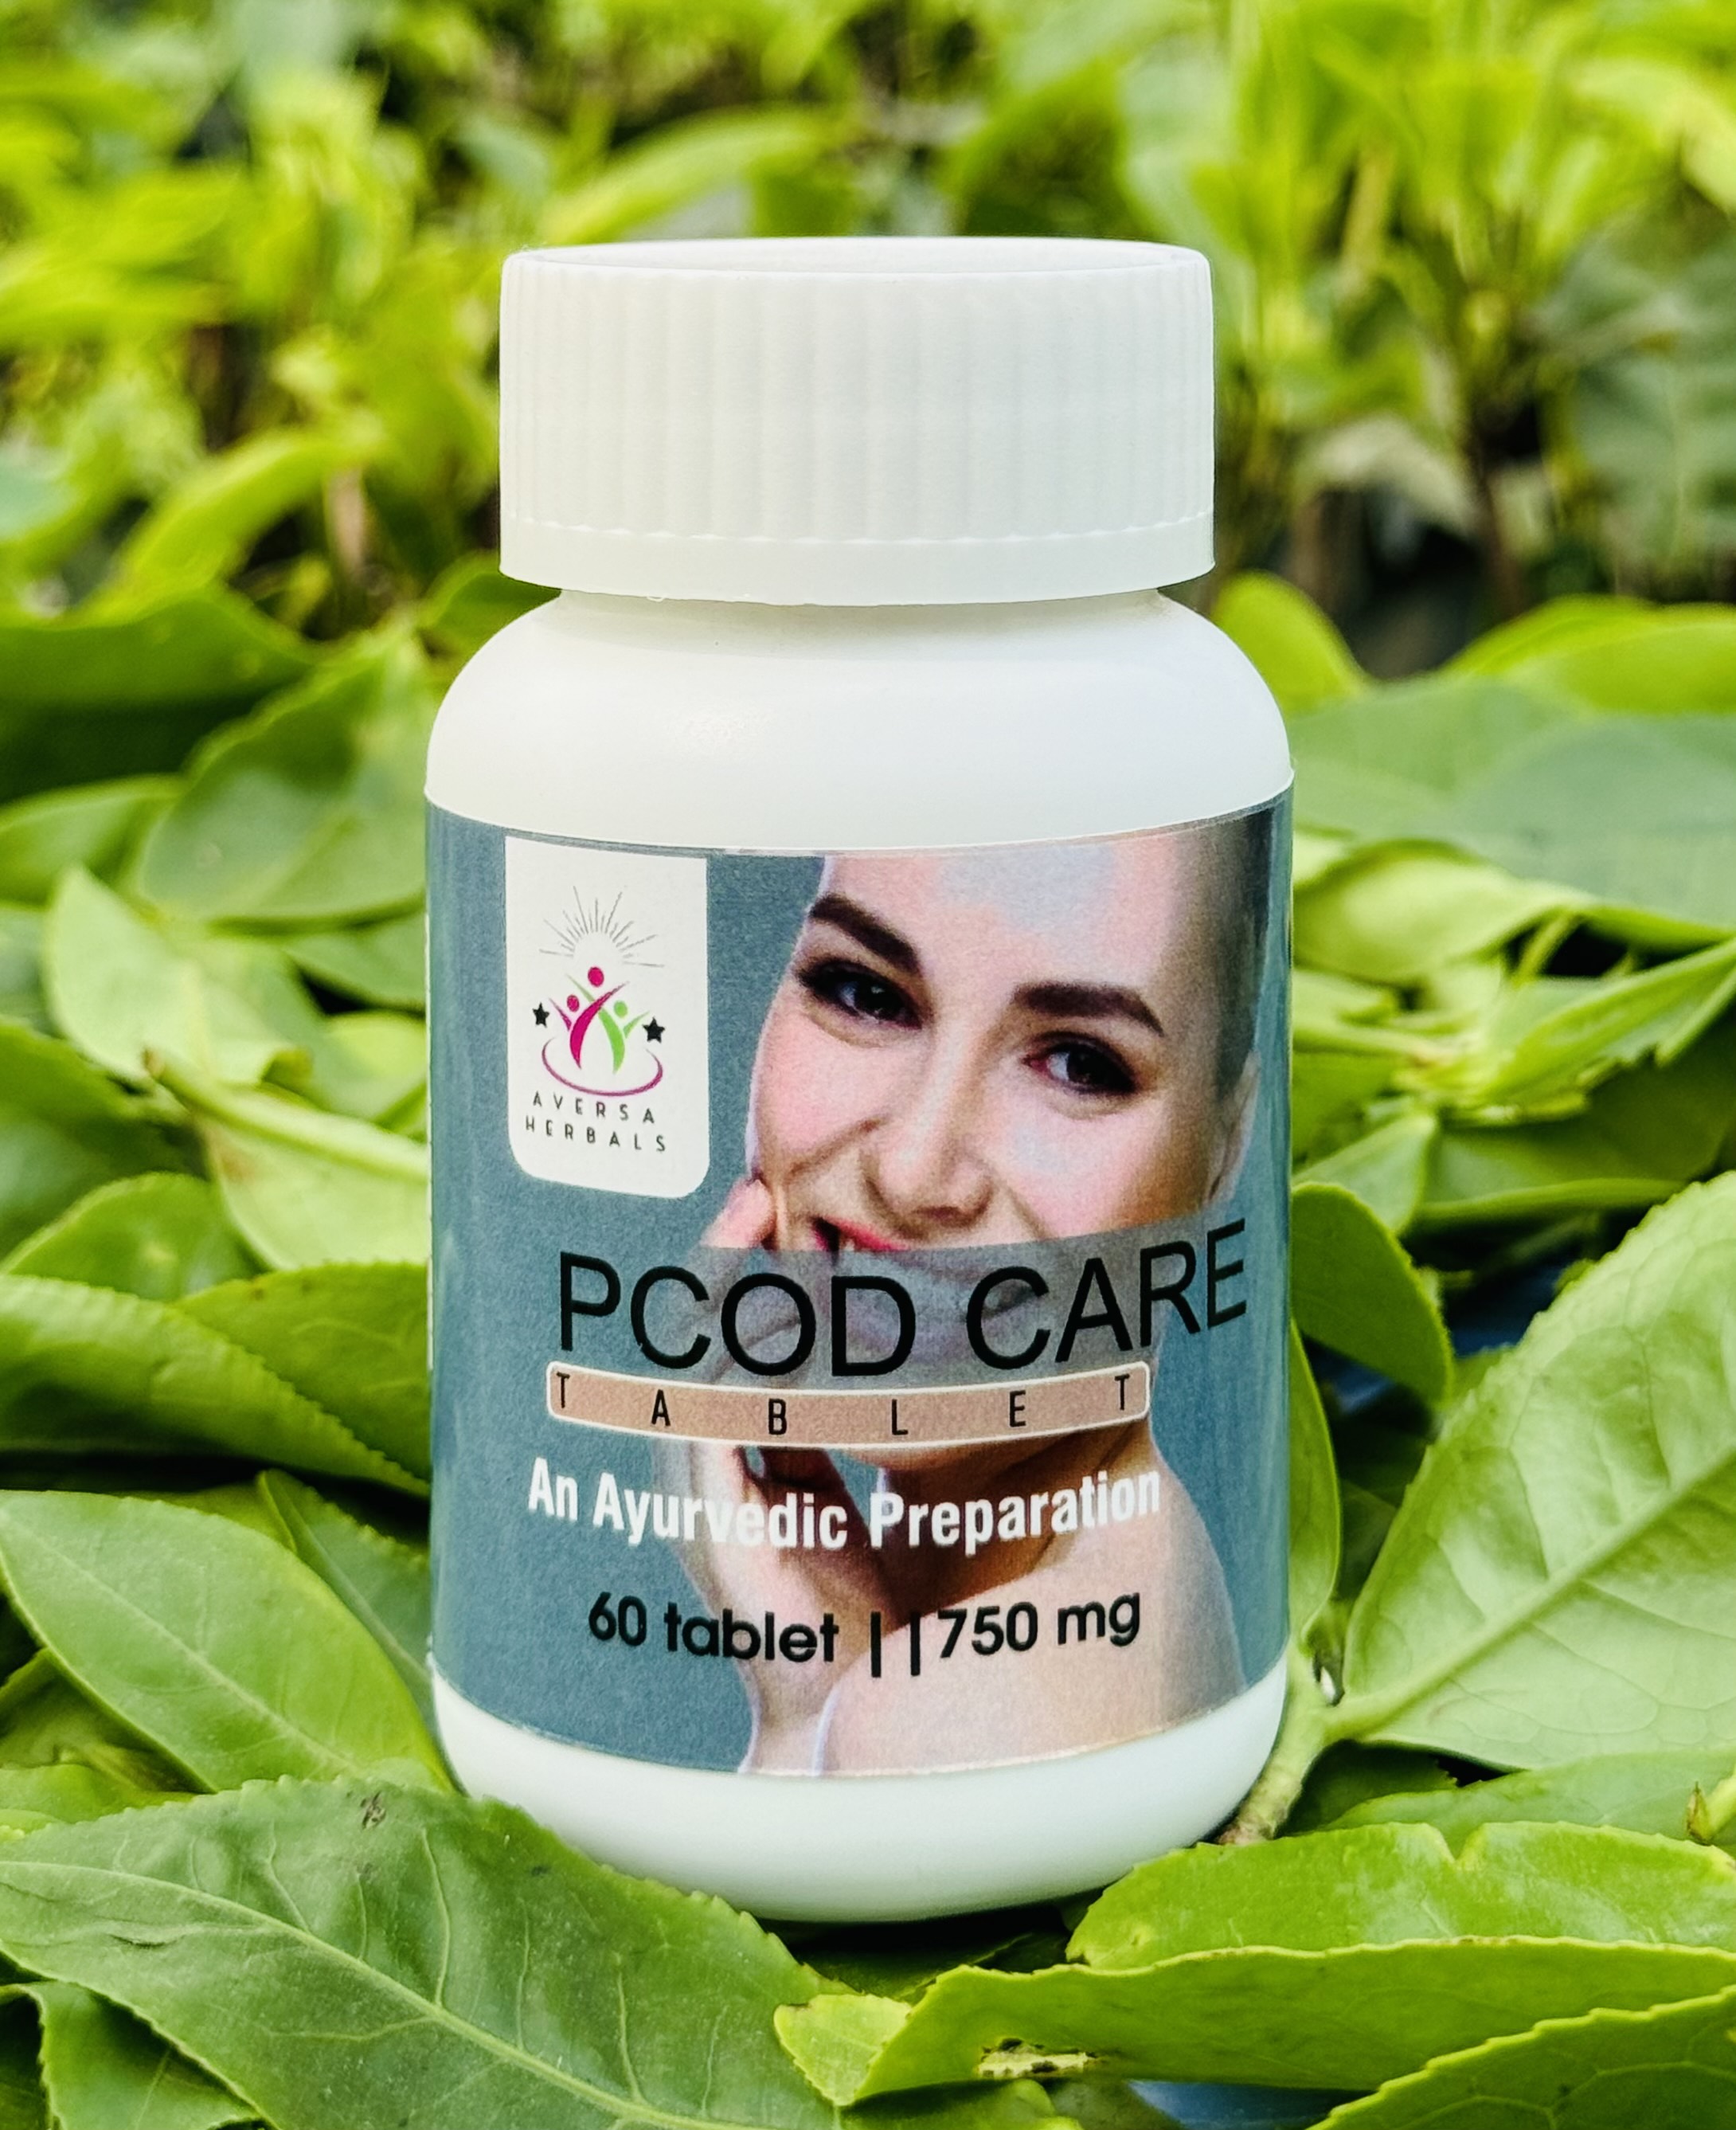 AVERSA
HERBALS
PCOD CARE
TABLET
An Ayurvedic Preparation
60 tablet ||750 mg